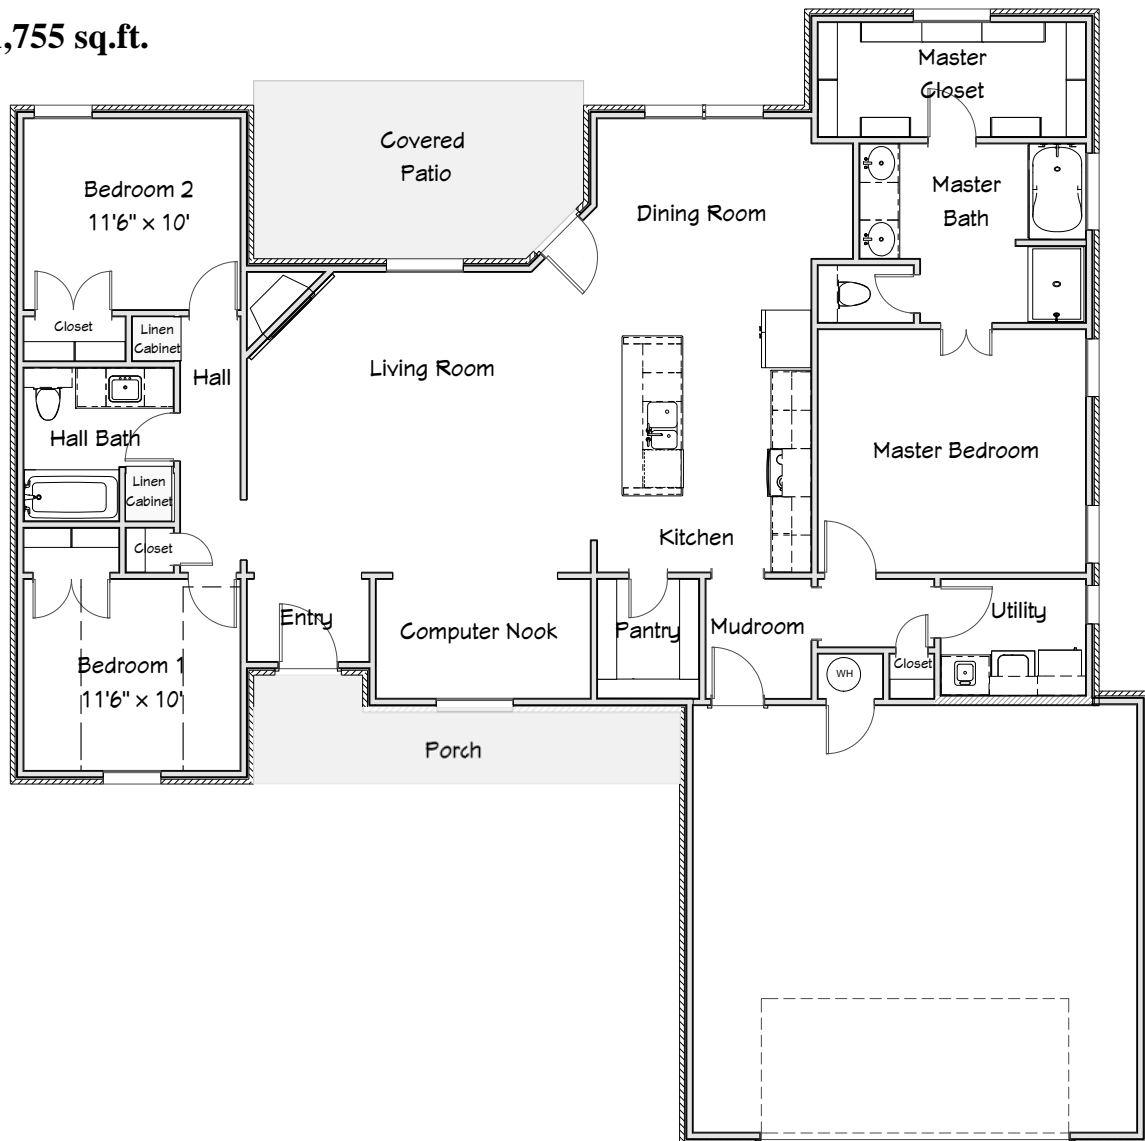 ,755 sq.ft.
Master
Closet
Covered
Patio
Bedroom 2
11'6" x 10'
Master
Bath
Dining Room
Closet
Linen
Cabinet
Hall
Living Room
Hall Bath
Master Bedroom
Linen
Cabinet
Kitchen
Closet
Entry
Computer Nook
Pantry
Mudroom
Utility
Bedroom 1
11'6" x 10'
Closet
WH
Porch